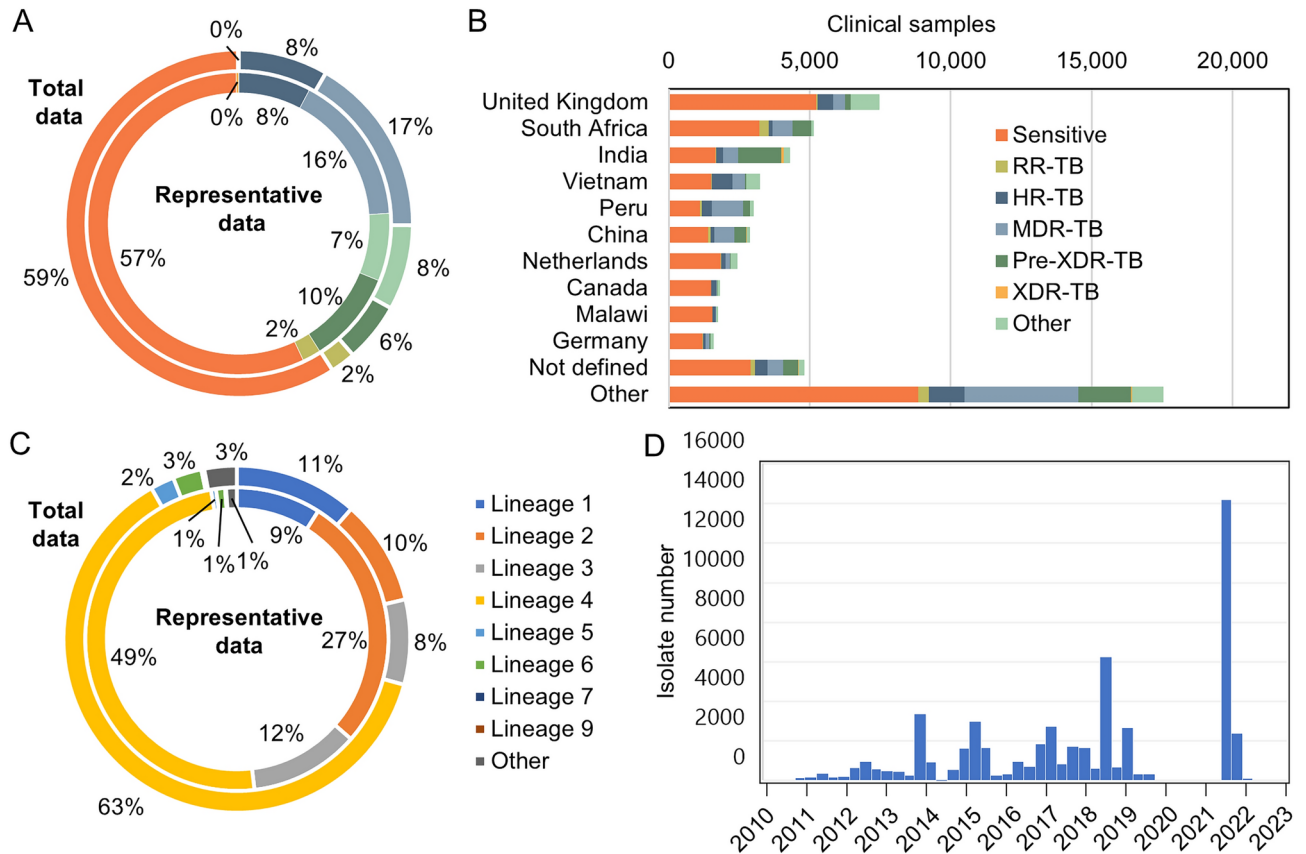 A
0%
8%
Total
data
0%
8%
17%
16%
Representative
data
7%
57%
59%
8%
10%
2%
6%
2%
B
Clinical samples
0
5,000
10,000
15,000
20,000
United Kingdom
South Africa
India
Vietnam
Peru
China
Netherlands
Canada
Malawi
Germany
Not defined
Other
Sensitive
RR-TB
HR-TB
MDR-TB
Pre-XDR-TB
XDR-TB
Other
C
2%
3%
3%
11%
Total
data
1%
1%
1%
9%
10%
Representative
data
27%
8%
49%
12%
63%
Lineage 1
Lineage 2
Lineage 3
Lineage 4
Lineage 5
Lineage 6
Lineage 7
Lineage 9
Other
D
16000
14000
12000
10000
8000
6000
4000
2000
0
Isolate number
2010
2011
2012
2013
2014
2015
2016
2017
2018
2019
2020
2021
2022
2023